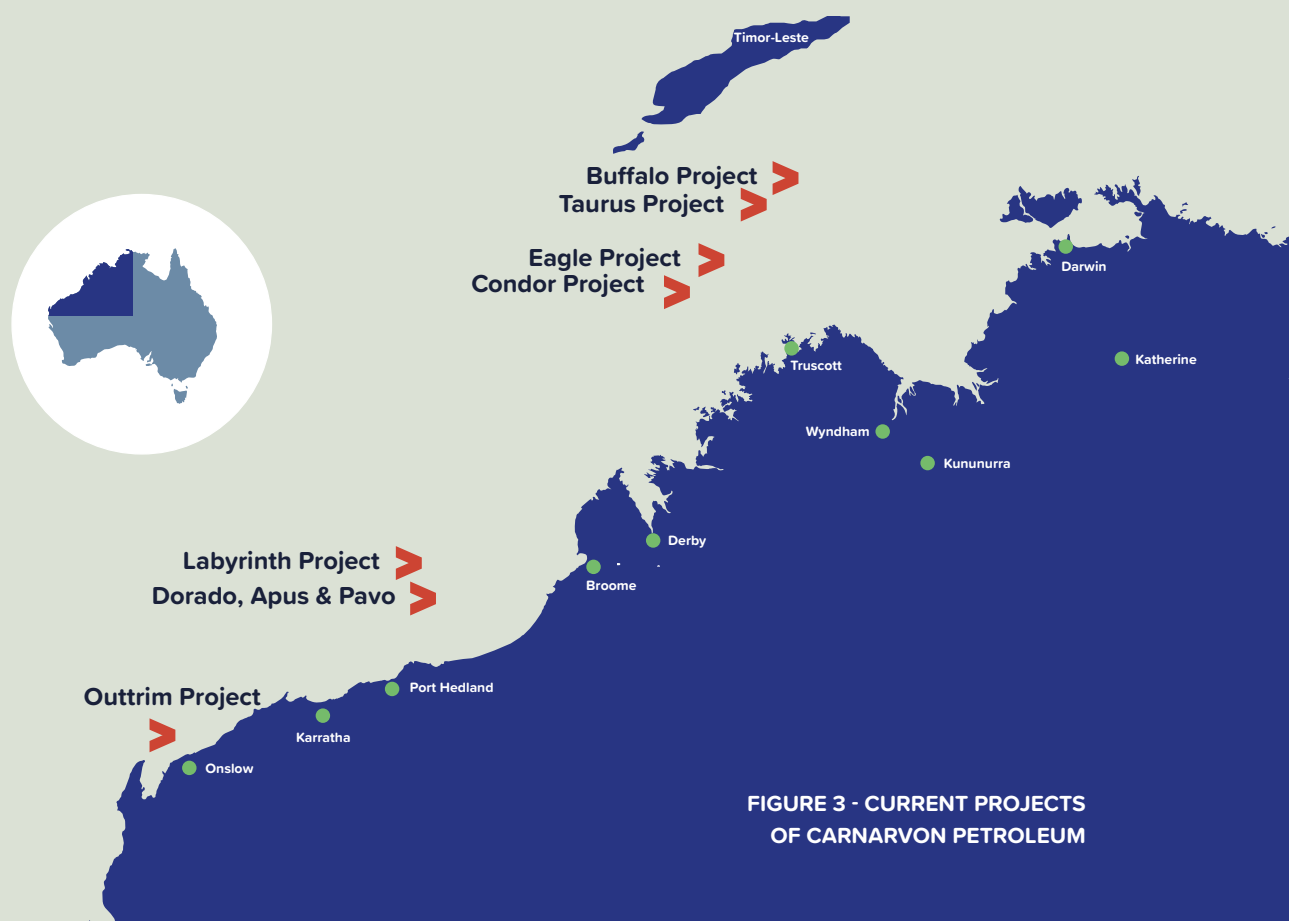 Timor-Leste
Buffalo Project
Taurus Project
Eagle Project
Condor Project
Darwin
Truscott
Katherine
Wyndham
Kununurra
Derby
Labyrinth Project
Broome
Dorado, Apus & Pavo
Outtrim Project
Port Hedland
Karratha
Onslow
FIGURE 3 - CURRENT PROJECTS
OF CARNARVON PETROLEUM